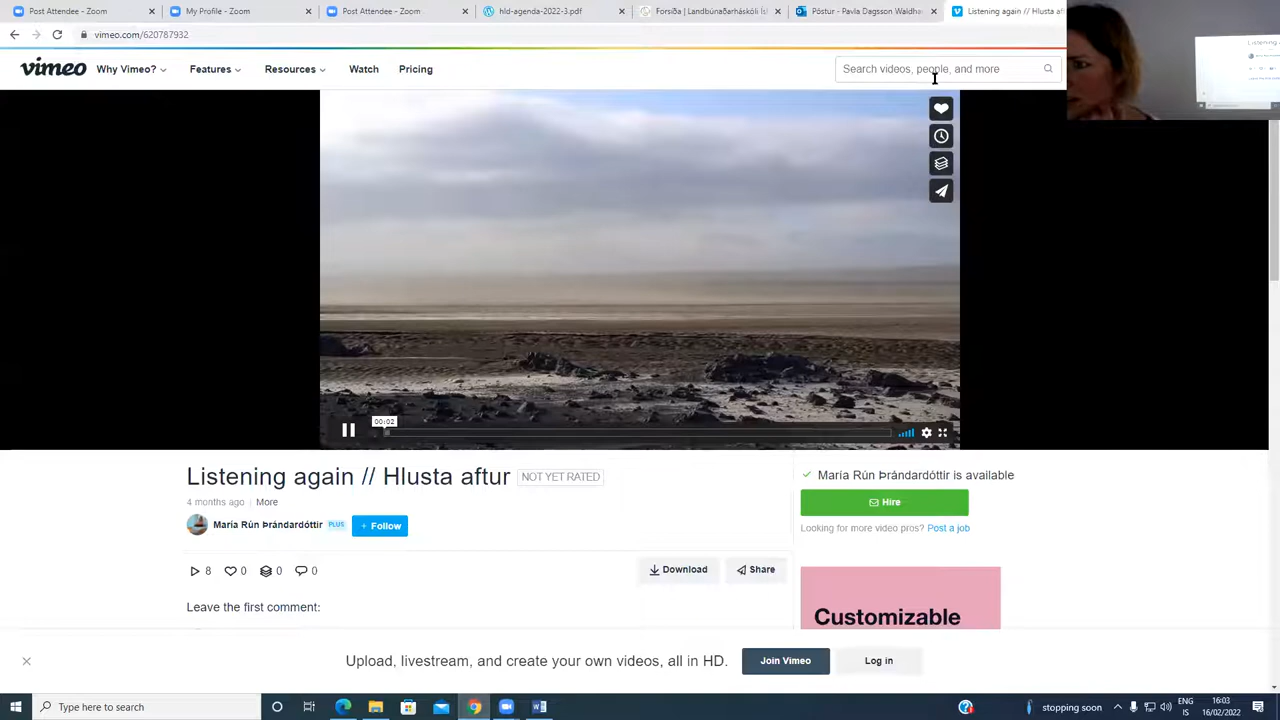 Post Attendee - Zoom
My Profile - Zoom
Post Attendee - Zoom
hld-agenda-2022-3.pdf
Forsíða | Landbúnaðarháskóli Ís
Póstur - Pavla Dagsson Waldha
Listening again // Hlusta aft
vimeo.com/620787932
vimeo
Why Vimeo?
Features
Resources
Watch
Pricing
Search videos, people, and more
00:02
Listening again // Hlusta aftur
NOT YET RATED
4 months ago
More
María Rún Þrándardóttir
PLUS
+ Follow
8
0
0
0
Download
Share
Leave the first comment:
María Rún Þrándardóttir is available
Hire
Looking for more video pros? Post a job
Customizable
Upload, livestream, and create your own videos, all in HD.
Join Vimeo
Log in
Type here to search
stopping soon
ENG
IS
16:03
16/02/2022